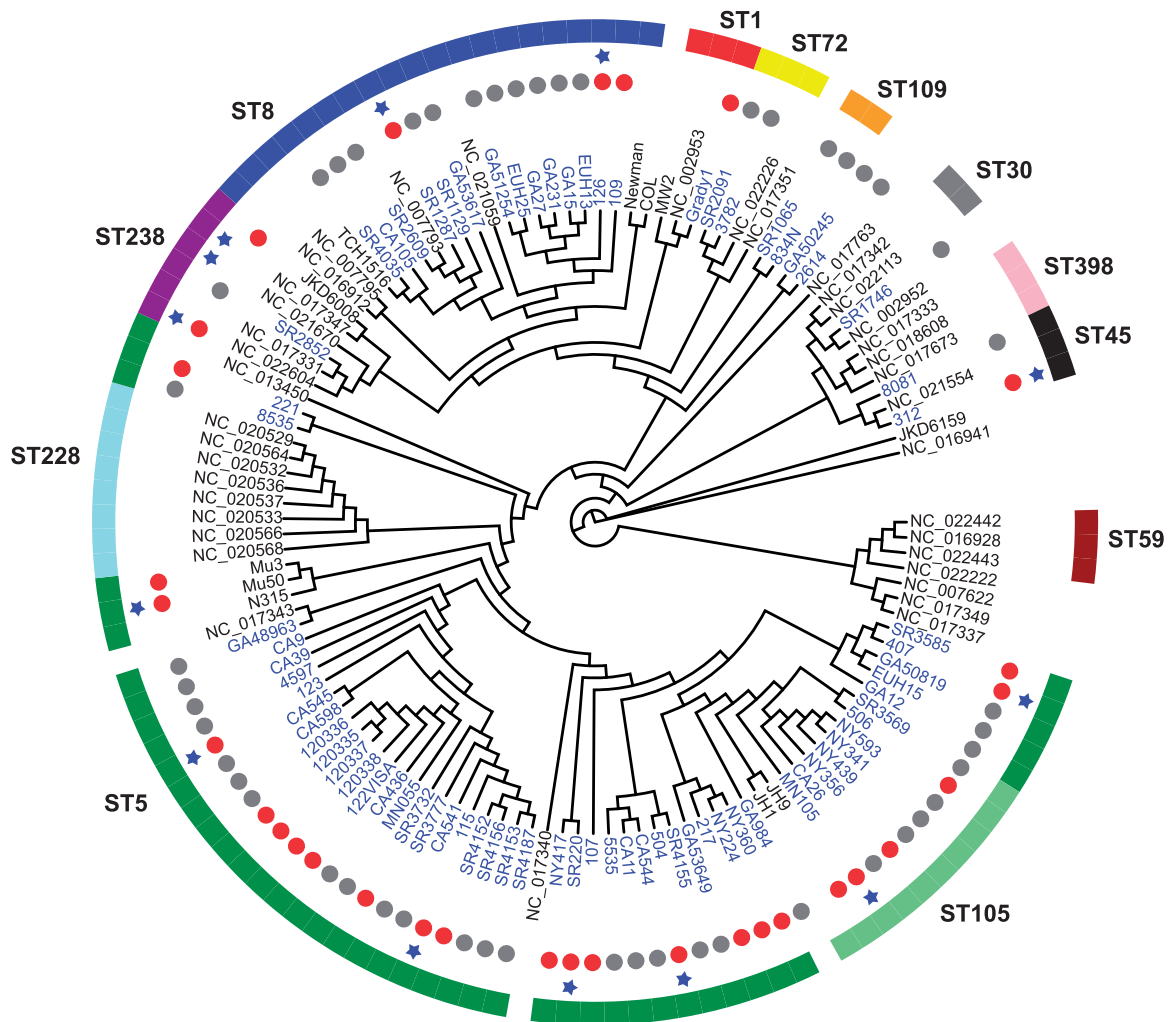 ST1
ST72
ST109
ST30
ST398
ST45
ST59
ST105
ST5
ST228
ST238
ST8
NC_021059
GA51254
EUH25
GA27
GA231
GA15
EUH13
126
109
Newman
COL
MW2
NC_002953
Grady1
SR2091
3782
NC_022226
NC_017351
SR1065
834N
GA50245
2614
NC_017763
NC_017342
NC_022113
SR1746
NC_002952
NC_017333
NC_018608
NC_017673
8081
NC_021554
312
JKD6159
NC_016941
NC_022442
NC_016928
NC_022443
NC_022222
NC_007622
NC_017349
NC_017337
SR3585
407
GA50819
EUH15
GA12
SR3569
506
NY593
NY341
NY439
NY356
CA26
MN105
JH9
JH1
GA984
NY360
NY224
217
GA53649
SR4155
504
CA544
CA11
5535
107
SR220
NY417
NC_017340
SR4187
SR4153
SR4156
SR4152
115
CA541
SR3777
SR3732
MN055
CA436
122VISA
120338
120337
120335
120336
CA598
CA545
123
4597
CA39
CA9
GA48963
NC_017343
N315
Mu50
Mu3
NC_020568
NC_020566
NC_020533
NC_020537
NC_020536
NC_020532
NC_020564
NC_020529
8535
221
NC_013450
NC_022604
NC_017331
SR2852
NC_021670
NC_017347
JKD6008
NC_016912
NC_007795
TCH1516
SR4035
CA105
SR2609
NC_007793
SR1287
SR1129
GA53611